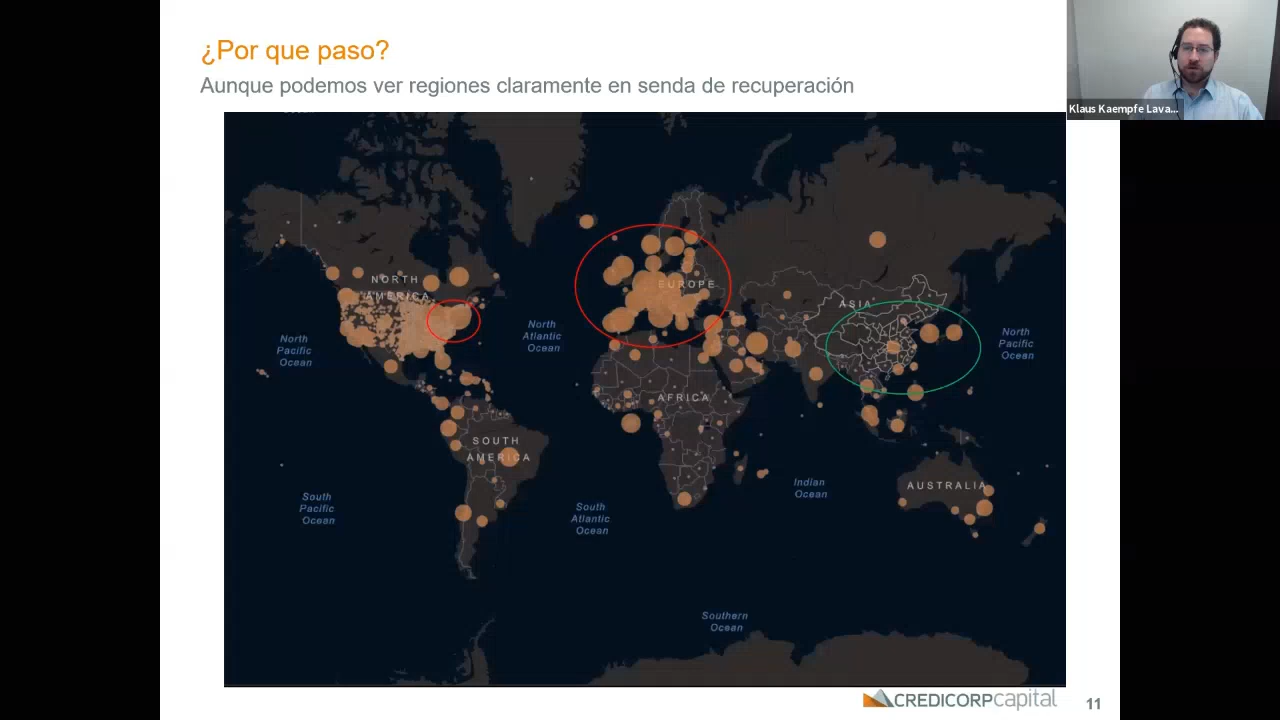 ¿Por que paso?
Aunque podemos ver regiones claramente en senda de recuperación
Klaus Kaempfe Lava...
NORTH
AMERICA
EUROPE
ASIA
North
Pacific
Ocean
North
Atlantic
Ocean
North
Pacific
Ocean
AFRICA
SOUTH
AMERICA
AUSTRALIA
Indian
Ocean
South
Pacific
Ocean
South
Atlantic
Ocean
Southern
Ocean
CREDICORPcapital
11